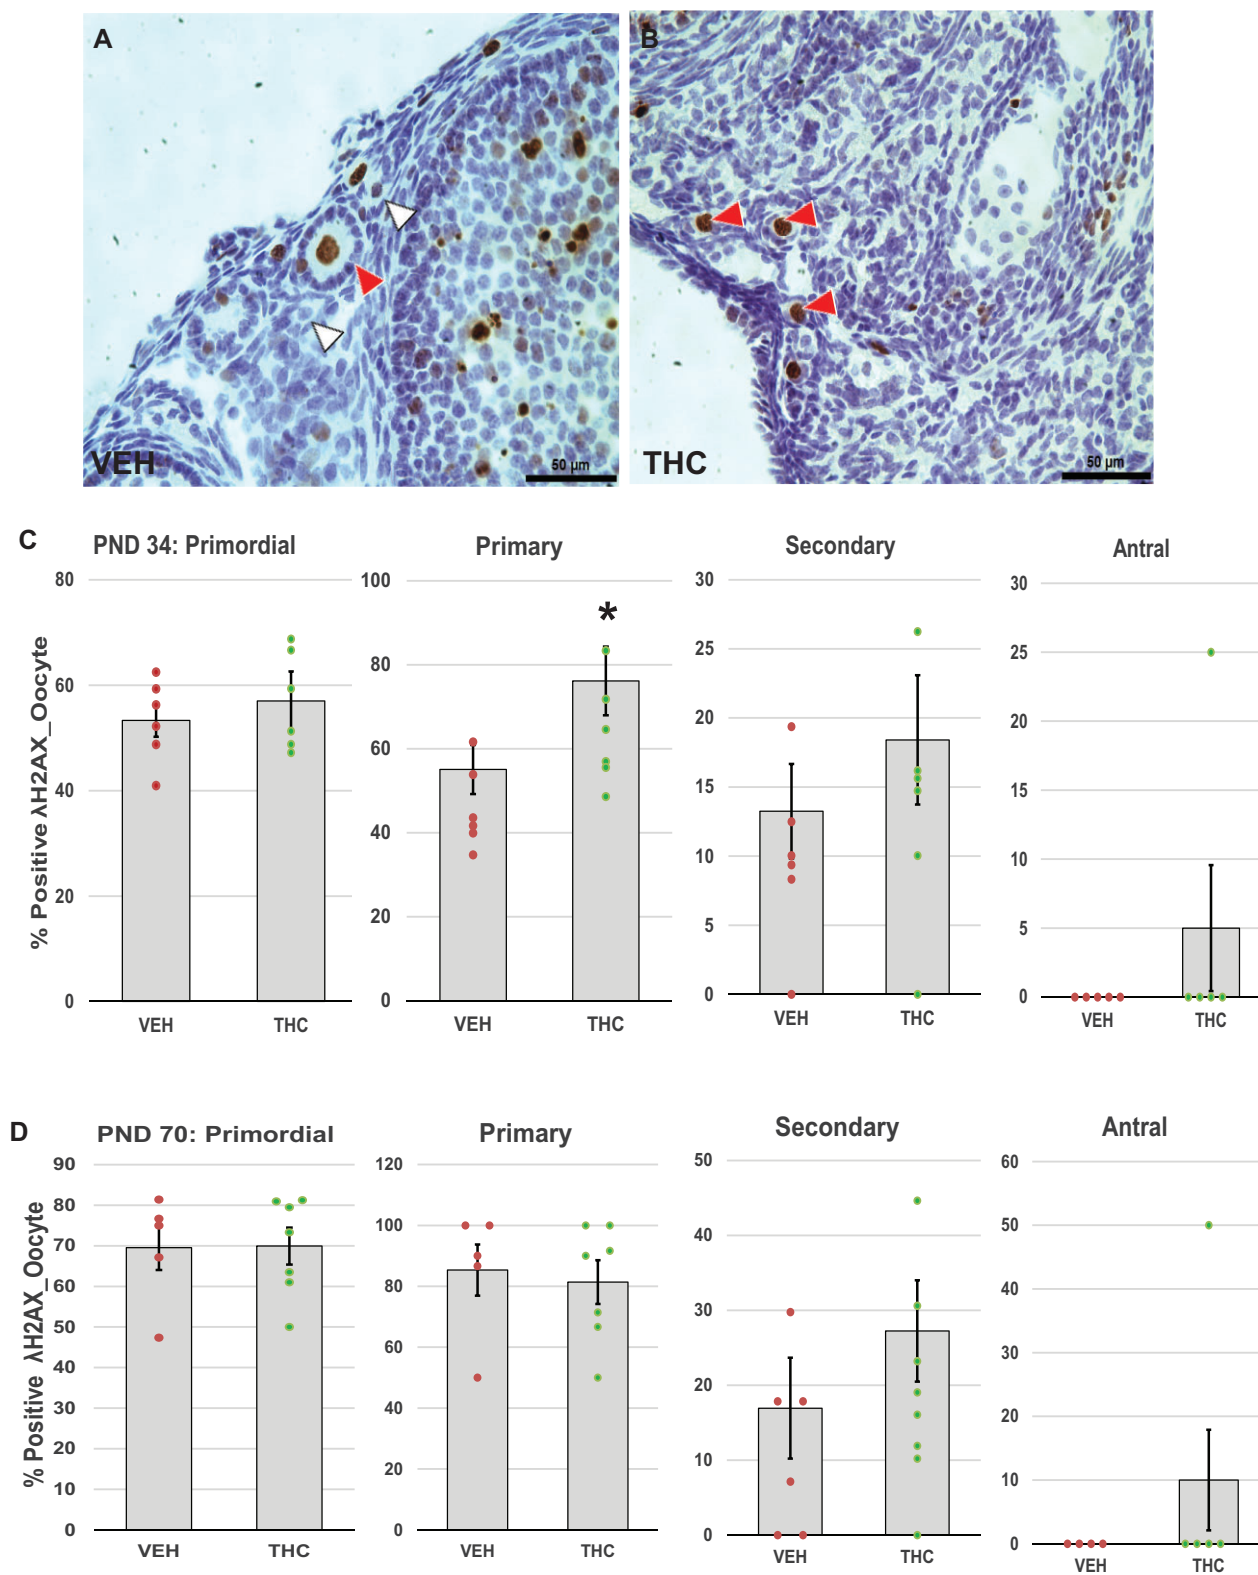 A
B
VEH
50 µm
THC
50 µm
C
PND 34: Primordial
Primary
Secondary
Antral
% Positive λH2AX_Oocyte
80
60
40
20
0
VEH
THC
100
80
60
40
20
0
*
VEH
THC
30
25
20
15
10
5
0
VEH
THC
30
25
20
15
10
5
0
VEH
THC
D
PND 70: Primordial
Primary
Secondary
Antral
% Positive λH2AX_Oocyte
90
80
70
60
50
40
30
20
10
0
VEH
THC
120
100
80
60
40
20
0
VEH
THC
50
40
30
20
10
0
VEH
THC
60
50
40
30
20
10
0
VEH
THC